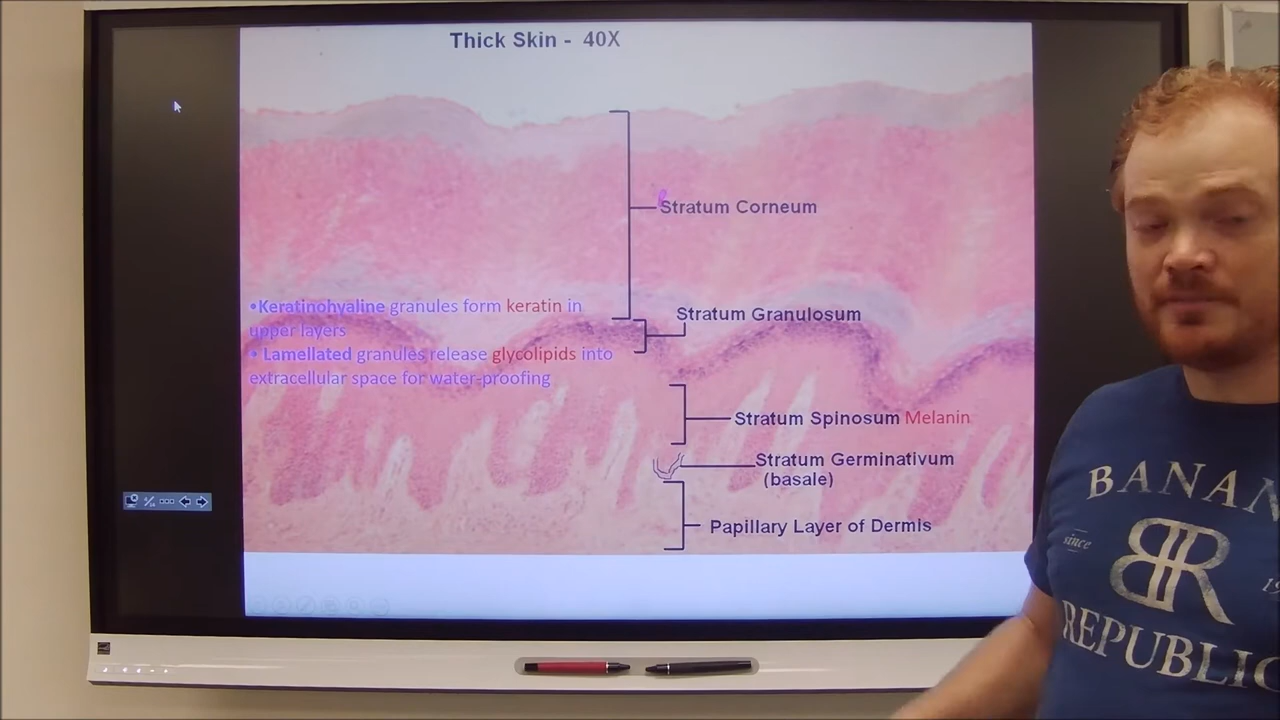 Thick Skin - 40X
Stratum Corneum
•Keratinohyaline granules form keratin in
upper layers
• Lamellated granules release glycolipids into
extracellular space for water-proofing
Stratum Granulosum
Stratum Spinosum Melanin
Stratum Germinativum
(basale)
Papillary Layer of Dermis
BANAN
since
BR
REPUBLIC